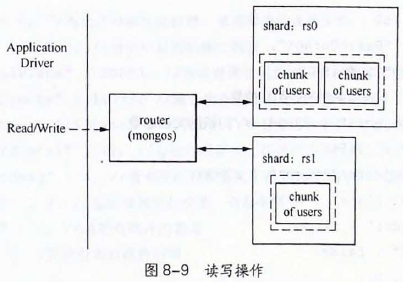 Application
Driver
Read/Write
router
(mongos)
shard: rs0
chunk
of users
chunk
of users
shard: rs1
chunk
of users
图8-9 读写操作